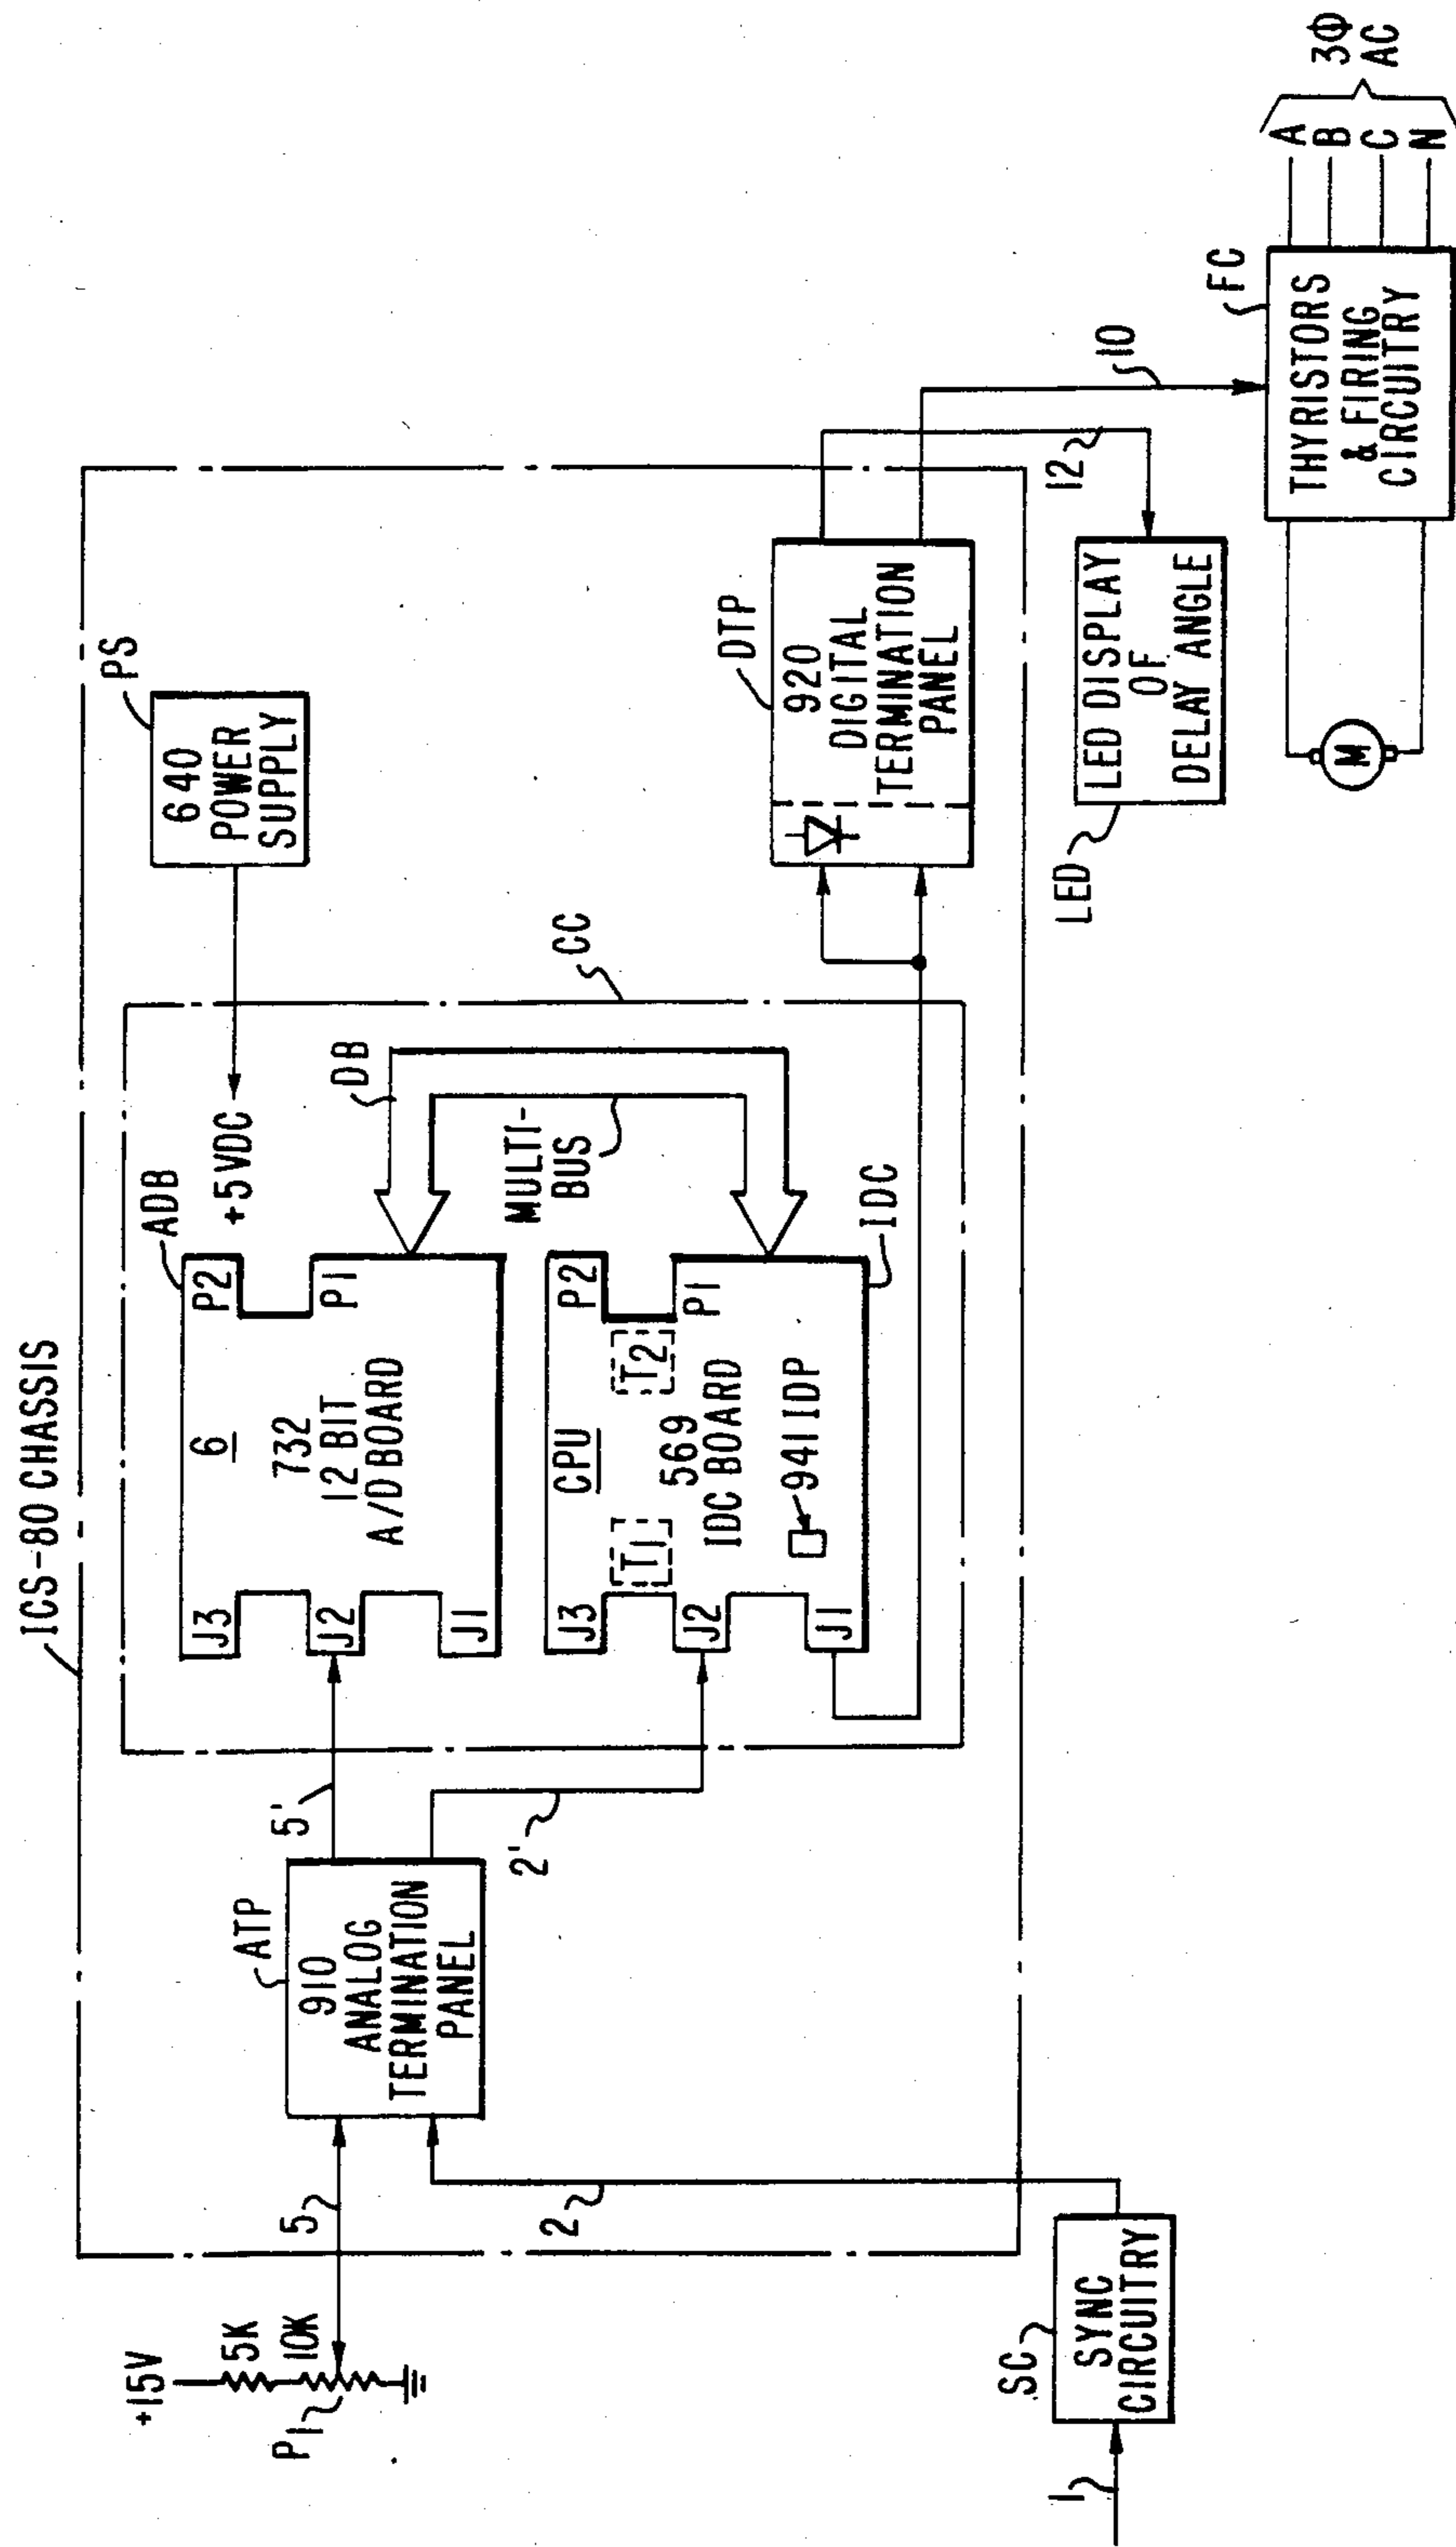 ICS-80 CHASSIS
+15V
5K
10K
P1
5
ATP
910
ANALOG
TERMINATION
PANEL
5'
2'
2
SC
SYNC
CIRCUITRY
1
ADB
J3
6
P2
732
12 BIT
A/D BOARD
J2
P1
J1
+5VDC
PS
640
POWER
SUPPLY
DB
MULTI-
BUS
CC
J3
CPU
P2
T1
T2
569
IDC BOARD
J2
P1
941 IDP
J1
IDC
DTP
920
DIGITAL
TERMINATION
PANEL
12
10
LED
LED DISPLAY
OF
DELAY ANGLE
FC
THYRISTORS
& FIRING
CIRCUITRY
M
A
B
C
N
3Φ
AC